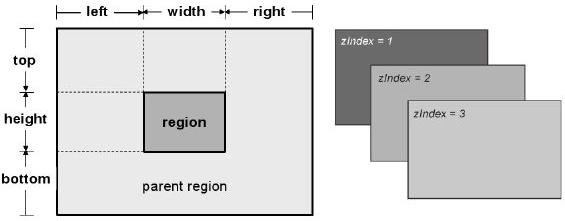 left width right
top
height
bottom
region
parent region
zIndex = 1
zIndex = 2
zIndex = 3